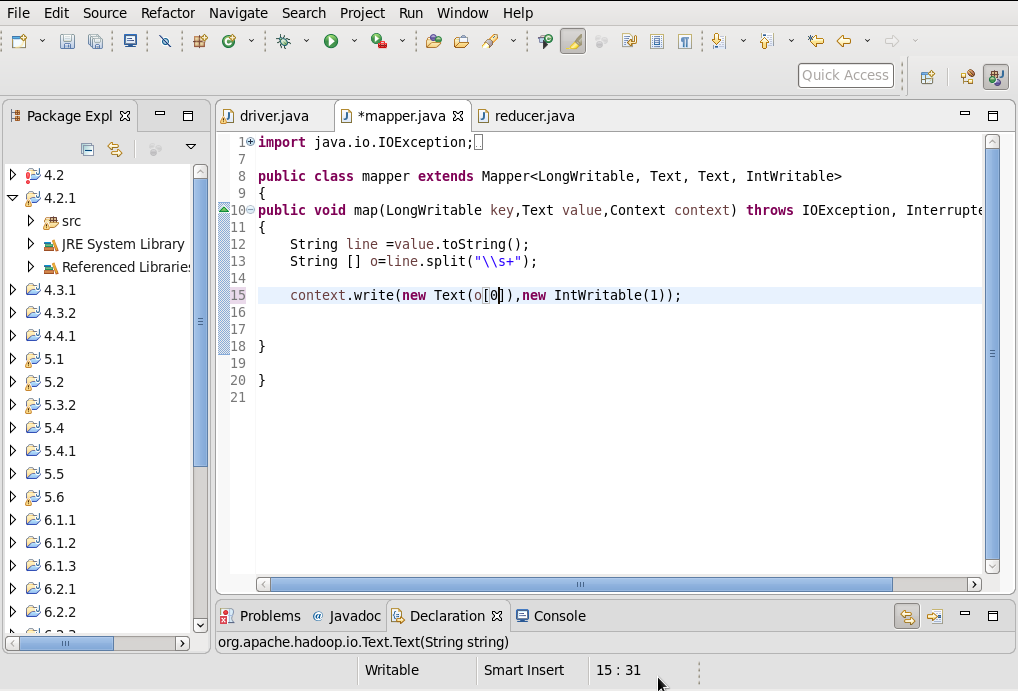 File Edit Source Refactor Navigate Search Project Run Window Help
Quick Access
Package Expl
driver.java
*mapper.java
reducer.java
4.2
4.2.1
src
JRE System Library
Referenced Librarie
4.3.1
4.3.2
4.4.1
5.1
5.2
5.3.2
5.4
5.4.1
5.5
5.6
6.1.1
6.1.2
6.1.3
6.2.1
6.2.2
1 import java.io.IOException;
7
8 public class mapper extends Mapper<LongWritable, Text, Text, IntWritable>
9 {
10 public void map(LongWritable key,Text value,Context context) throws IOException, Interrupte
11 {
12 String line =value.toString();
13 String [] o=line.split("\\s+");
14
15 context.write(new Text(o[0]),new IntWritable(1));
16
17
18 }
19
20 }
21
Problems @ Javadoc Declaration Console
org.apache.hadoop.io.Text.Text(String string)
Writable Smart Insert 15 : 31